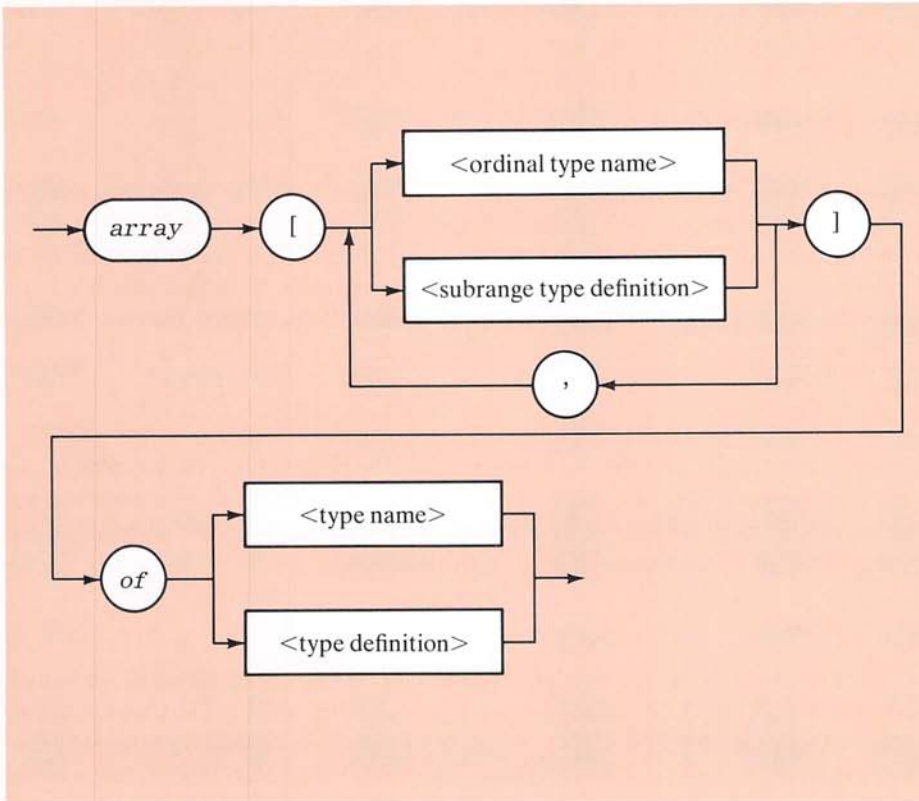 <ordinal type name>
array
[
]
<subrange type definition>
,
<type name>
of
<type definition>